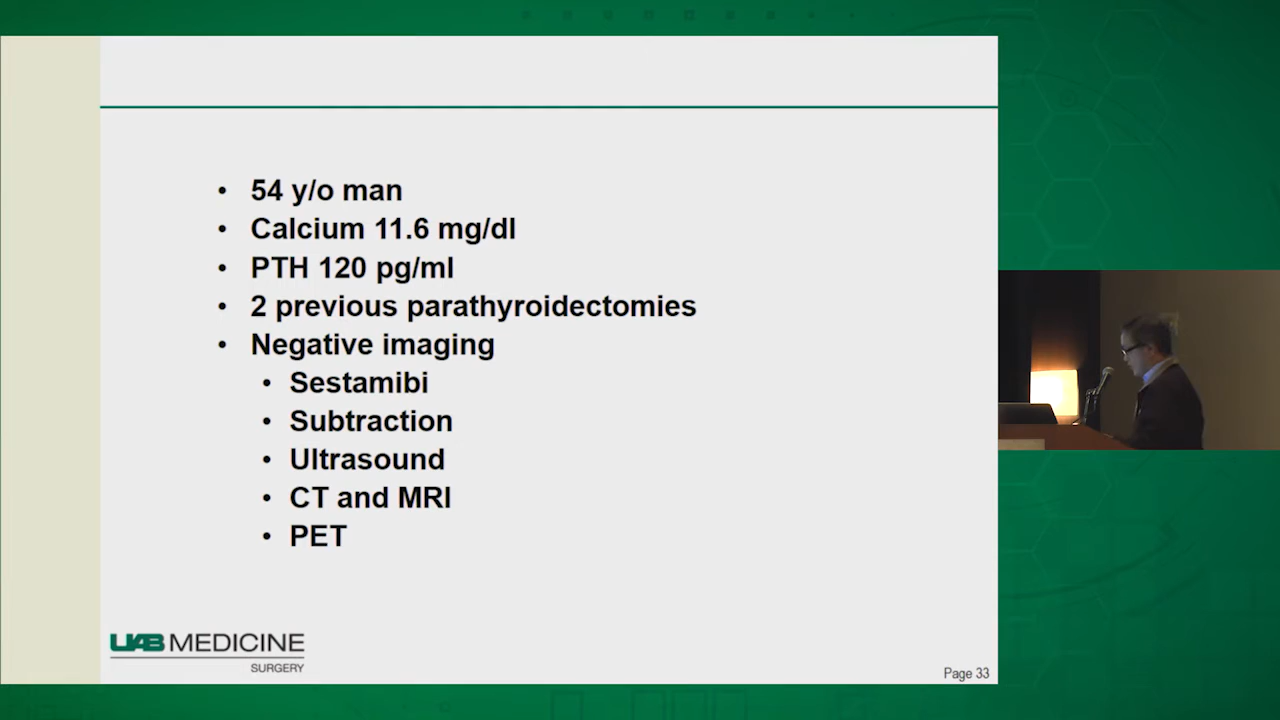 • 54 y/o man
• Calcium 11.6 mg/dl
• PTH 120 pg/ml
• 2 previous parathyroidectomies
• Negative imaging
• Sestamibi
• Subtraction
• Ultrasound
• CT and MRI
• PET
UAB MEDICINE
SURGERY
Page 33